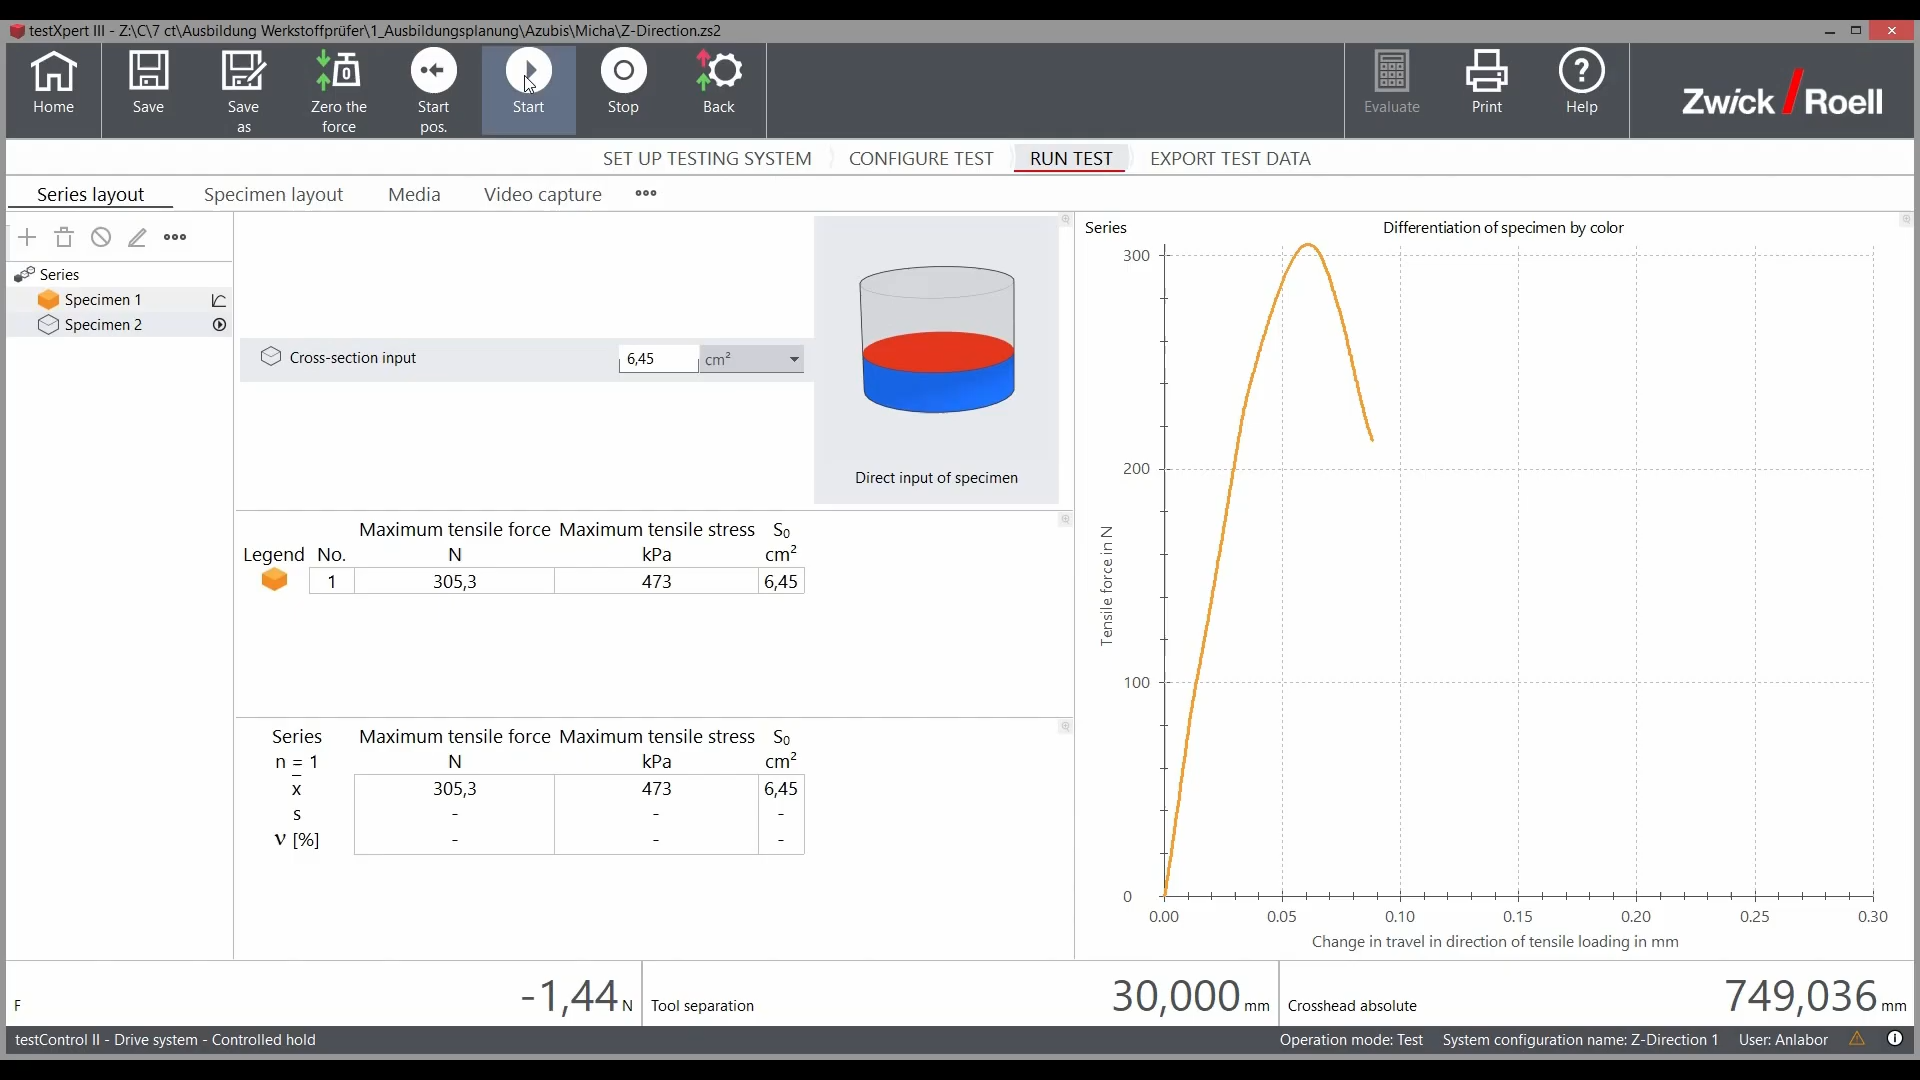 testXpert III - Z:\C\7 ct\Ausbildung Werkstoffprüfer\1_Ausbildungsplanung\Azubis\Micha\Z-Direction.zs2
Home
Save
Save as
Zero the force
Start pos.
Start
Stop
Back
Evaluate
Print
Help
Zwick / Roell
SET UP TESTING SYSTEM
CONFIGURE TEST
RUN TEST
EXPORT TEST DATA
Series layout
Specimen layout
Media
Video capture
Series
Specimen 1
Specimen 2
Cross-section input 6,45 cm²
Direct input of specimen
Maximum tensile force Maximum tensile stress S₀
Legend No. N kPa cm²
1 305,3 473 6,45
Series Maximum tensile force Maximum tensile stress S₀
n = 1 N kPa cm²
x̄ 305,3 473 6,45
s - - -
ν [%] - - -
Series
Differentiation of specimen by color
300
200
100
0
Tensile force in N
0.00 0.05 0.10 0.15 0.20 0.25 0.30
Change in travel in direction of tensile loading in mm
F -1,44 N
Tool separation 30,000 mm
Crosshead absolute 749,036 mm
testControl II - Drive system - Controlled hold
Operation mode: Test System configuration name: Z-Direction 1 User: Anlabor